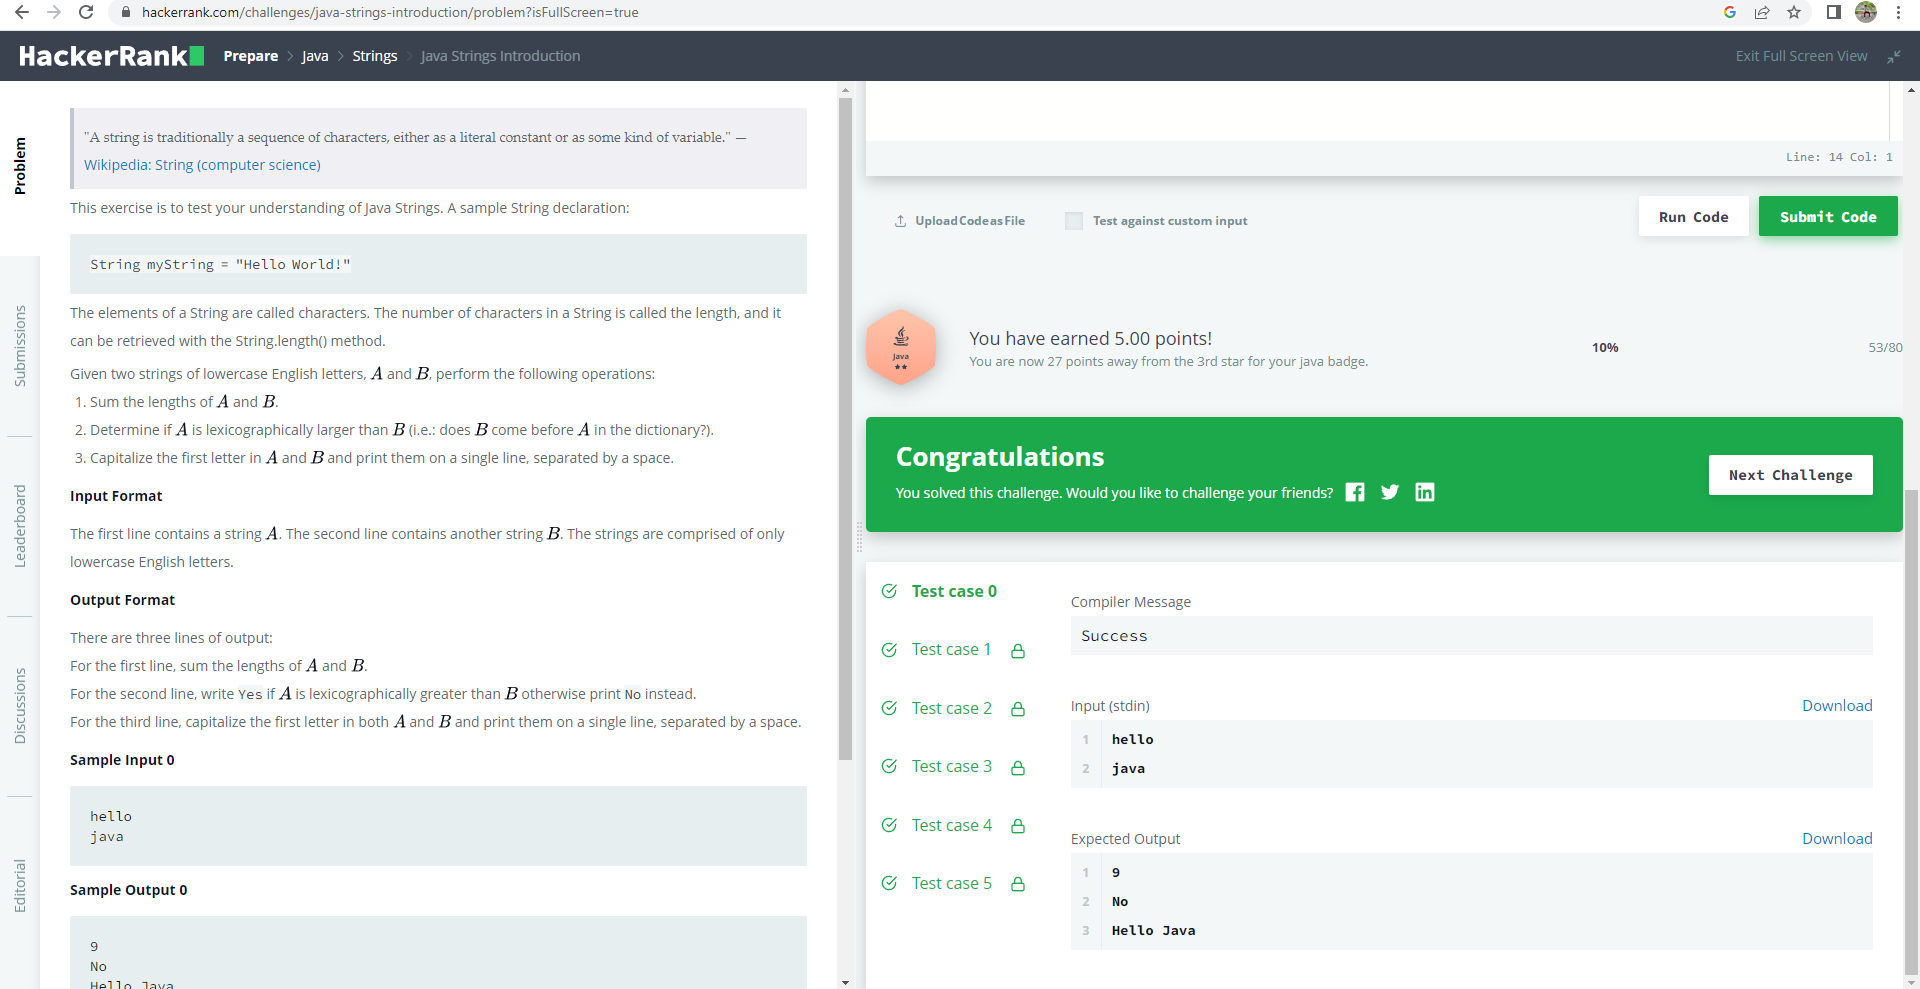 hackerrank.com/challenges/java-strings-introduction/problem?isFullScreen=true
HackerRank
Prepare > Java > Strings > Java Strings Introduction
Exit Full Screen View
Problem
Submissions
Leaderboard
Discussions
Editorial
"A string is traditionally a sequence of characters, either as a literal constant or as some kind of variable." —
Wikipedia: String (computer science)
This exercise is to test your understanding of Java Strings. A sample String declaration:
String myString = "Hello World!"
The elements of a String are called characters. The number of characters in a String is called the length, and it
can be retrieved with the String.length() method.
Given two strings of lowercase English letters, A and B, perform the following operations:
1. Sum the lengths of A and B.
2. Determine if A is lexicographically larger than B (i.e.: does B come before A in the dictionary?).
3. Capitalize the first letter in A and B and print them on a single line, separated by a space.
Input Format
The first line contains a string A. The second line contains another string B. The strings are comprised of only
lowercase English letters.
Output Format
There are three lines of output:
For the first line, sum the lengths of A and B.
For the second line, write Yes if A is lexicographically greater than B otherwise print No instead.
For the third line, capitalize the first letter in both A and B and print them on a single line, separated by a space.
Sample Input 0
hello
java
Sample Output 0
9
No
Hello Java
Line: 14 Col: 1
Upload Code as File
Test against custom input
Run Code
Submit Code
Java
You have earned 5.00 points!
You are now 27 points away from the 3rd star for your java badge.
10%
53/80
Congratulations
You solved this challenge. Would you like to challenge your friends?
Next Challenge
Test case 0
Test case 1
Test case 2
Test case 3
Test case 4
Test case 5
Compiler Message
Success
Input (stdin)
Download
1 hello
2 java
Expected Output
Download
1 9
2 No
3 Hello Java